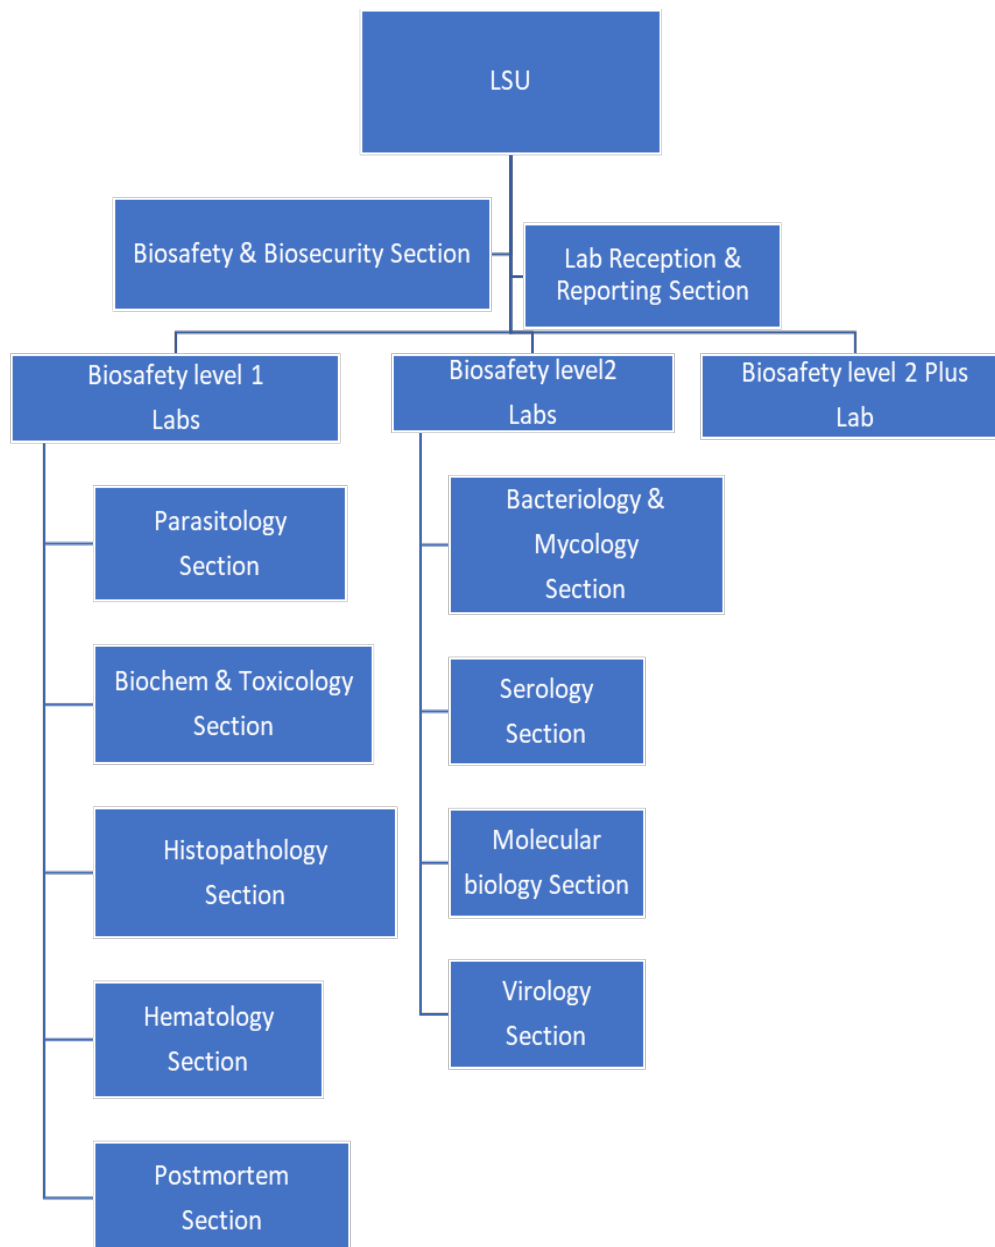 LSU
Biosafety & Biosecurity Section
Lab Reception &
Reporting Section
Biosafety level 1
Labs
Biosafety level2
Labs
Biosafety level 2 Plus
Lab
Parasitology
Section
Biochem & Toxicology
Section
Histopathology
Section
Hematology
Section
Postmortem
Section
Bacteriology &
Mycology
Section
Serology
Section
Molecular
biology Section
Virology
Section